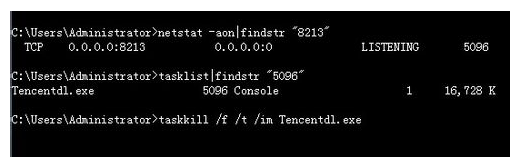 C:\Users\Administrator>netstat -aon|findstr "8213"
TCP 0.0.0.0:8213 0.0.0.0:0 LISTENING 5096
C:\Users\Administrator>tasklist|findstr "5096"
Tencentdl.exe 5096 Console 1 16,728 K
C:\Users\Administrator>taskkill /f /t /im Tencentdl.exe